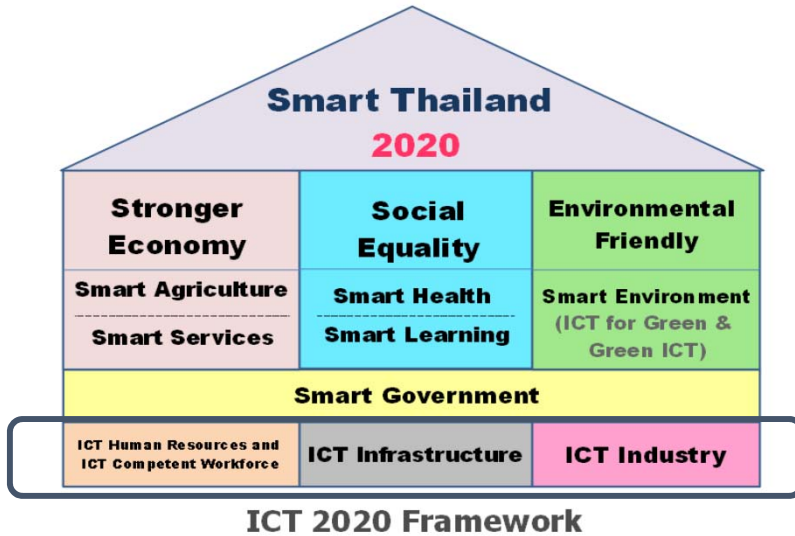 Smart Thailand
2020
Stronger
Economy
Social
Equality
Environmental
Friendly
Smart Agriculture
Smart Services
Smart Health
Smart Learning
Smart Environment
(ICT for Green &
Green ICT)
Smart Government
ICT Human Resources and
ICT Competent Workforce
ICT Infrastructure
ICT Industry
ICT 2020 Framework